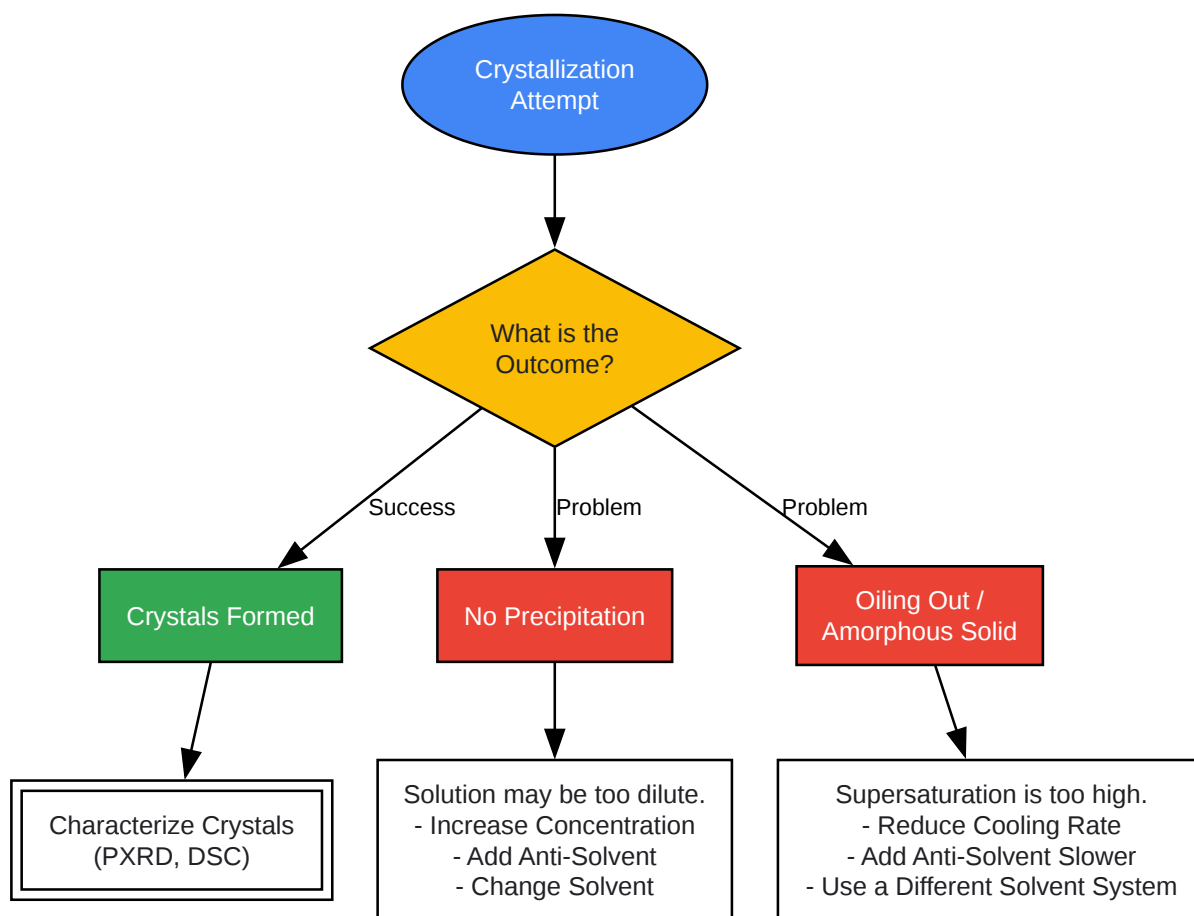 Crystallization
Attempt
What is the
Outcome?
Success
Problem
Problem
Crystals Formed
No Precipitation
Oiling Out /
Amorphous Solid
Characterize Crystals
(PXRD, DSC)
Solution may be too dilute.
- Increase Concentration
- Add Anti-Solvent
- Change Solvent
Supersaturation is too high.
- Reduce Cooling Rate
- Add Anti-Solvent Slower
- Use a Different Solvent System